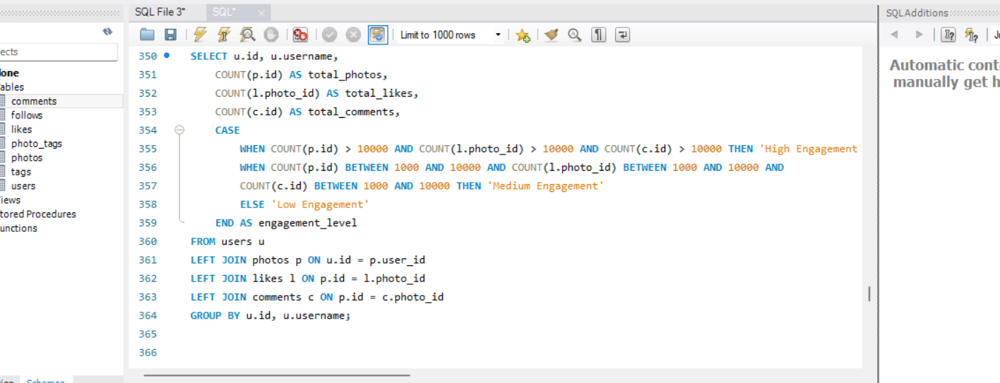 SQL File 3*
SQL*
SQLAdditions
Limit to 1000 rows
ects
lone
ables
comments
follows
likes
photo_tags
photos
tags
users
iews
tored Procedures
unctions
350 SELECT u.id, u.username,
351 COUNT(p.id) AS total_photos,
352 COUNT(l.photo_id) AS total_likes,
353 COUNT(c.id) AS total_comments,
354 CASE
355 WHEN COUNT(p.id) > 10000 AND COUNT(l.photo_id) > 10000 AND COUNT(c.id) > 10000 THEN 'High Engagement'
356 WHEN COUNT(p.id) BETWEEN 1000 AND 10000 AND COUNT(l.photo_id) BETWEEN 1000 AND 10000 AND
357 COUNT(c.id) BETWEEN 1000 AND 10000 THEN 'Medium Engagement'
358 ELSE 'Low Engagement'
359 END AS engagement_level
360 FROM users u
361 LEFT JOIN photos p ON u.id = p.user_id
362 LEFT JOIN likes l ON p.id = l.photo_id
363 LEFT JOIN comments c ON p.id = c.photo_id
364 GROUP BY u.id, u.username;
365
366
Automatic cont
manually get h
Schemas